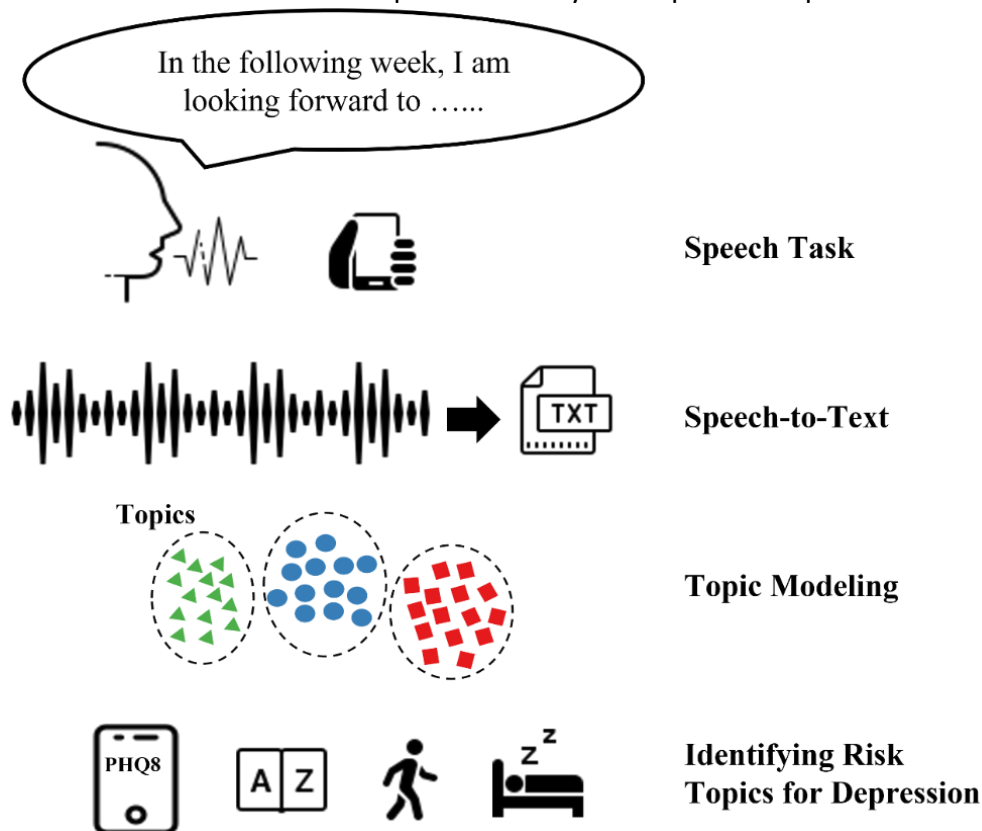 In the following week, I am
looking forward to …...
Speech Task
TXT
Speech-to-Text
Topics
Topic Modeling
PHQ8
A Z
Z z
Identifying Risk
Topics for Depression